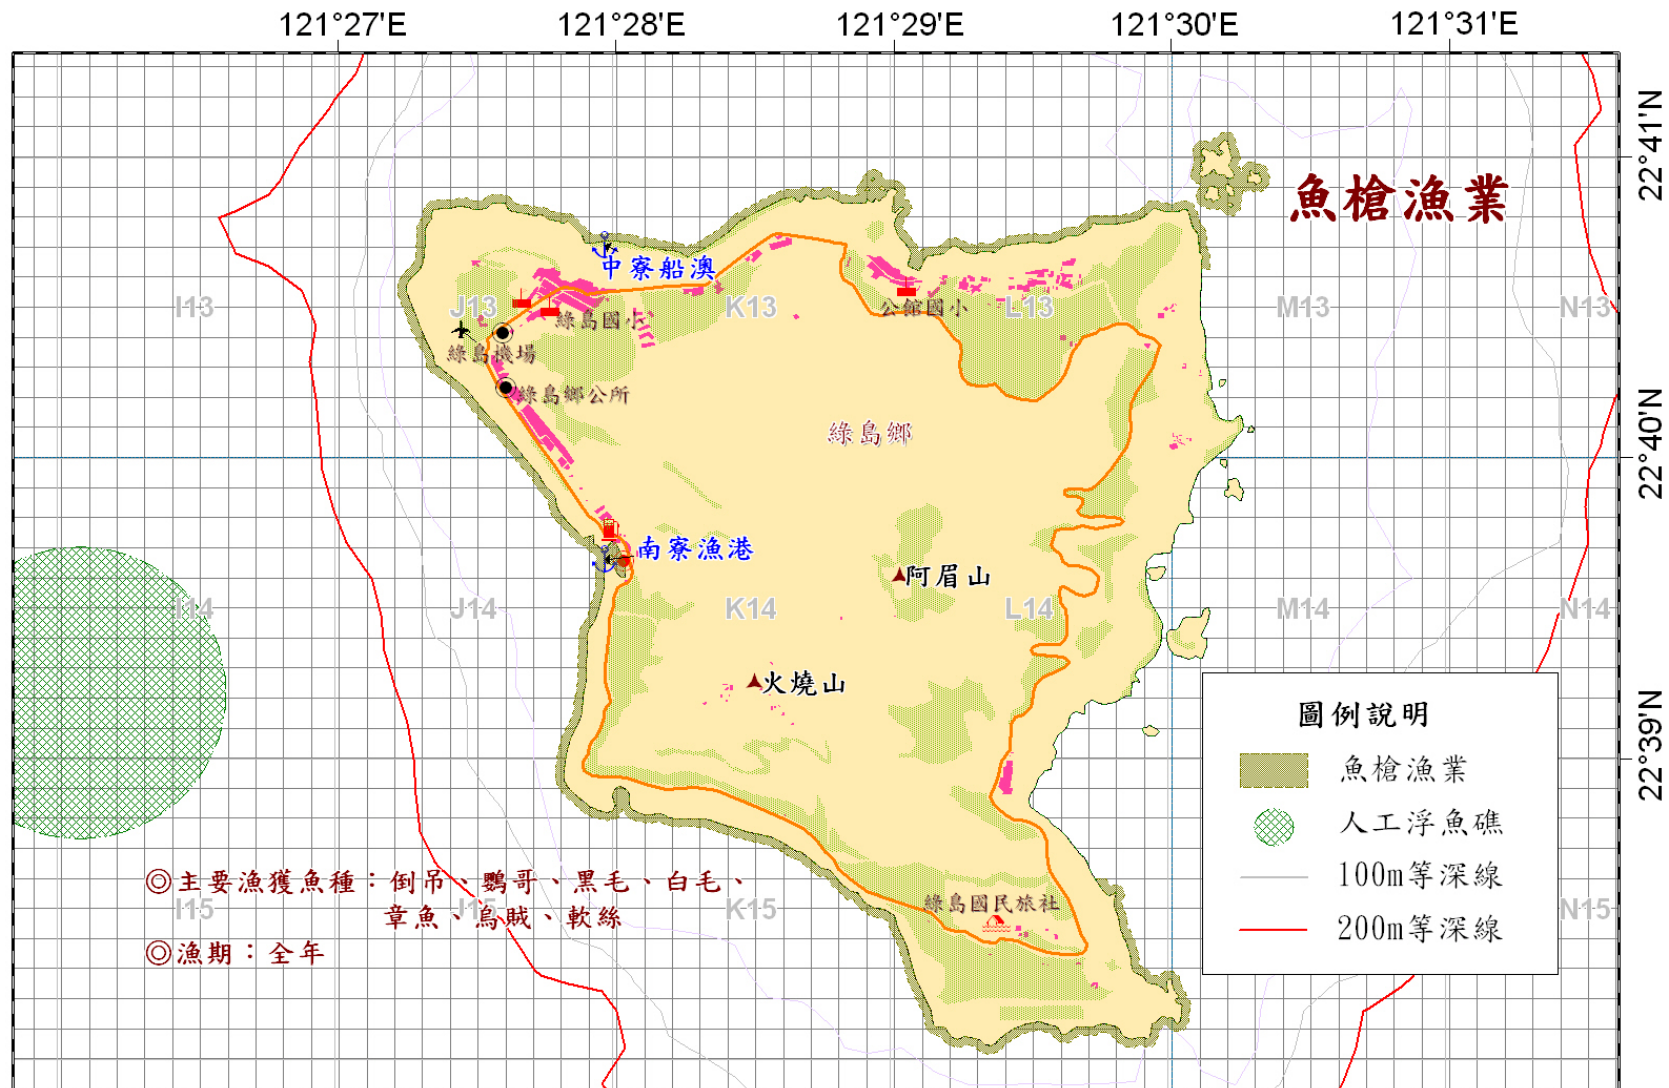 121°27'E 121°28'E 121°29'E 121°30'E 121°31'E
22°41'N
魚槍漁業
中寮船澳
I13 J13 K13 L13 M13 N13
公館國小
綠島國小
綠島機場
綠島鄉公所
綠島鄉
22°40'N
南寮漁港
阿眉山
I14 J14 K14 L14 M14 N14
火燒山
22°39'N
圖例說明
魚槍漁業
人工浮魚礁
100m等深線
200m等深線
◎主要漁獲魚種：倒吊、鸚哥、黑毛、白毛、
章魚、烏賊、軟絲
I15 J15 K15 N15
綠島國民旅社
◎漁期：全年